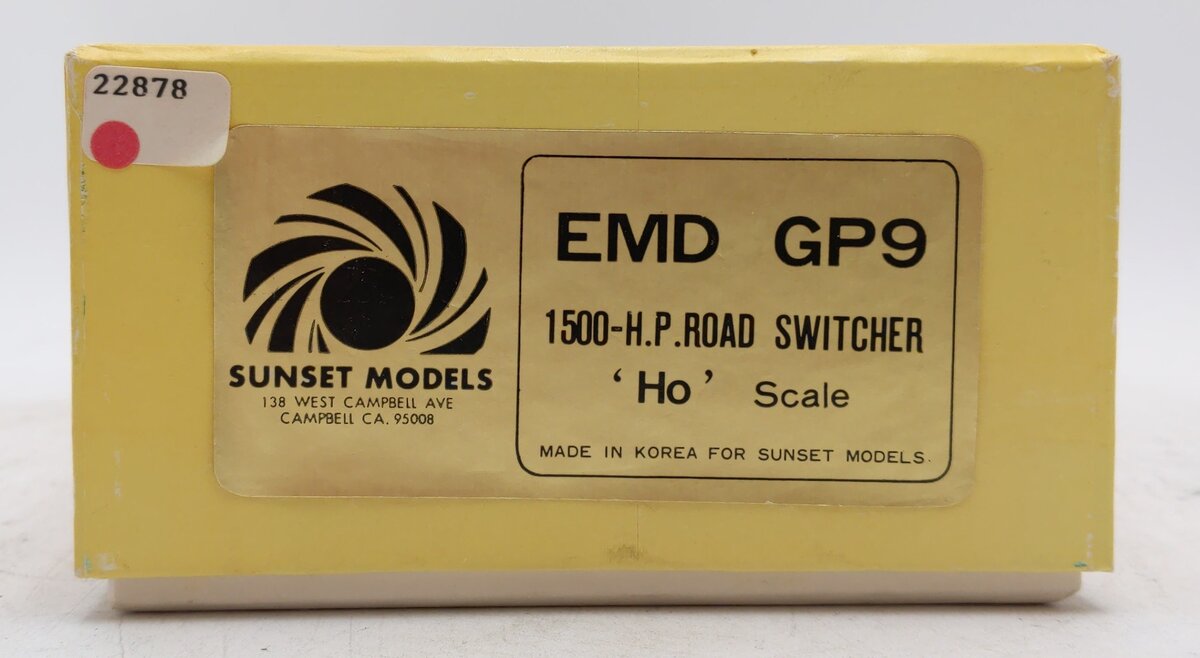 22878
SUNSET MODELS
138 WEST CAMPBELL AVE
CAMPBELL CA. 95008
EMD GP9
1500-H.P.ROAD SWITCHER
‘Ho’ Scale
MADE IN KOREA FOR SUNSET MODELS.